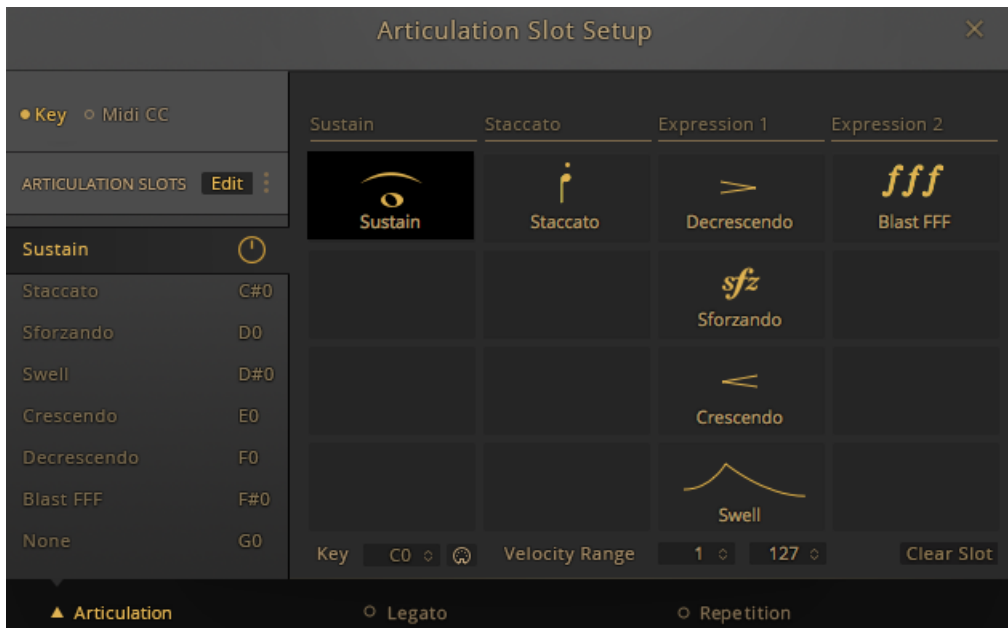 Articulation Slot Setup
Key Midi CC
ARTICULATION SLOTS Edit
Sustain
Staccato C#0
Sforzando D0
Swell D#0
Crescendo E0
Decrescendo F0
Blast FFF F#0
None G0
Sustain Staccato Expression 1 Expression 2
fff
Sustain Staccato Decrescendo Blast FFF
sfz
Sforzando
Crescendo
Swell
Key C0 Velocity Range 1 127 Clear Slot
Articulation Legato Repetition